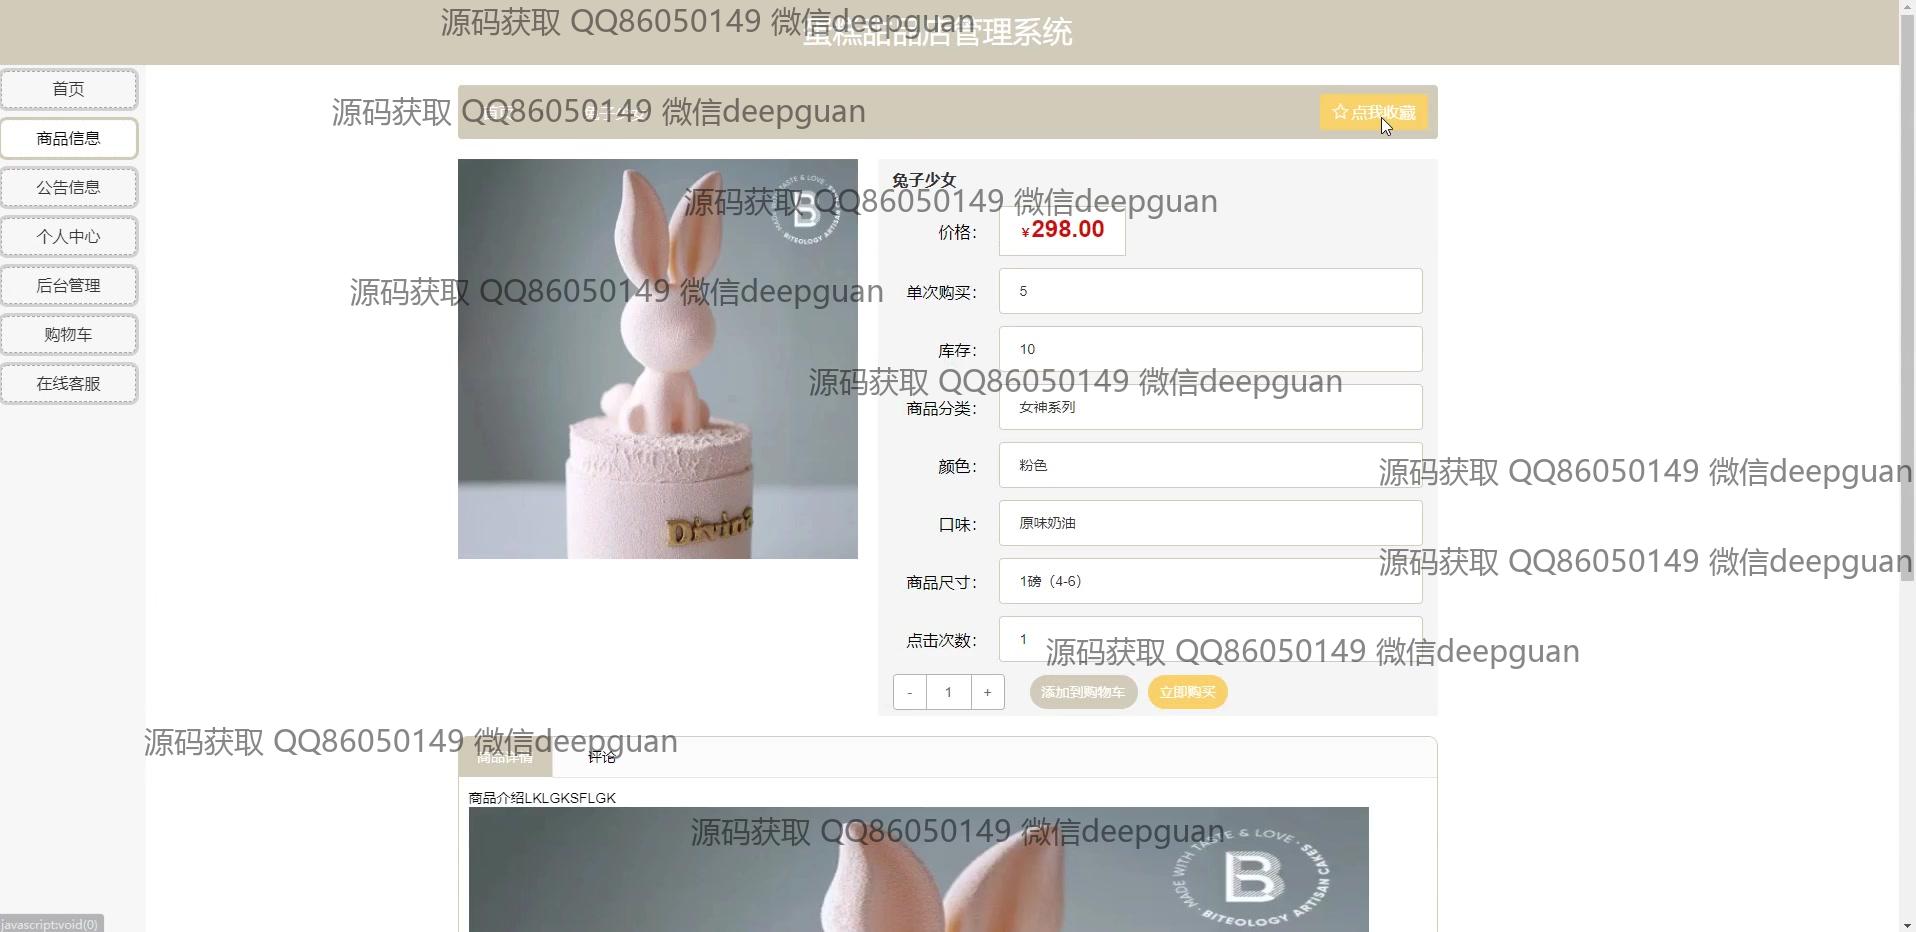 蛋糕甜品店管理系统
源码获取 QQ86050149 微信deepguan
首页
商品信息
公告信息
个人中心
后台管理
购物车
在线客服
首页
兔子少女
点我收藏
源码获取 QQ86050149 微信deepguan
MADE WITH TASTE & LOVE · BITEOLOGY ARTISAN CAKES ·
B
Divin
兔子少女
源码获取 QQ86050149 微信deepguan
价格：
¥298.00
源码获取 QQ86050149 微信deepguan
单次购买：
5
库存：
10
源码获取 QQ86050149 微信deepguan
商品分类：
女神系列
颜色：
粉色
源码获取 QQ86050149 微信deepguan
口味：
原味奶油
源码获取 QQ86050149 微信deepguan
商品尺寸：
1磅（4-6）
点击次数：
1
源码获取 QQ86050149 微信deepguan
- 1 +
添加到购物车
立即购买
源码获取 QQ86050149 微信deepguan
商品详情
评论
商品介绍LKLGKSFLGK
源码获取 QQ86050149 微信deepguan
MADE WITH TASTE & LOVE · BITEOLOGY ARTISAN CAKES ·
B
javascript:void(0)